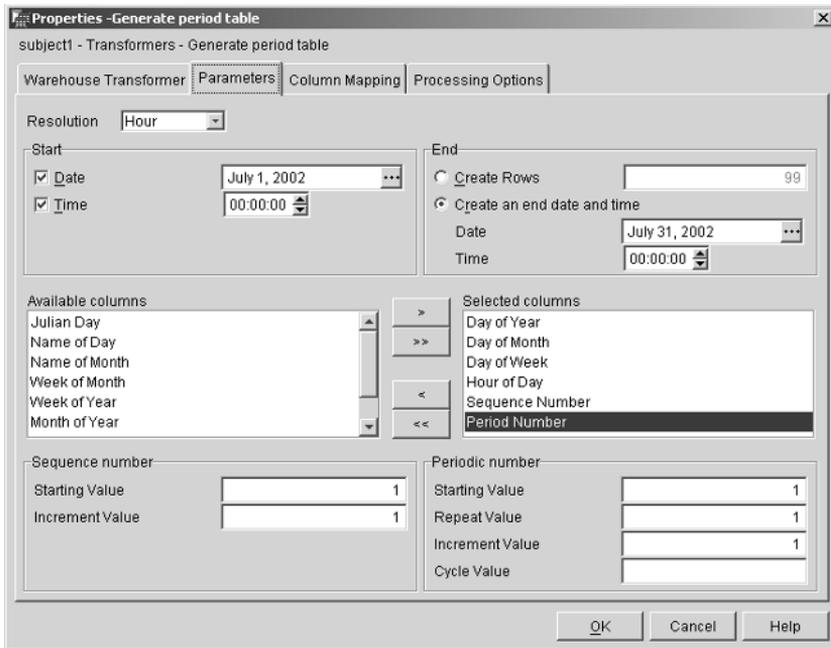 Properties -Generate period table
subject1 - Transformers - Generate period table
Warehouse Transformer Parameters Column Mapping Processing Options
Resolution Hour
Start
Date July 1, 2002 ...
Time 00:00:00
End
Create Rows 99
Create an end date and time
Date July 31, 2002 ...
Time 00:00:00
Available columns
Julian Day
Name of Day
Name of Month
Week of Month
Week of Year
Month of Year
>
>>
<
<<
Selected columns
Day of Year
Day of Month
Day of Week
Hour of Day
Sequence Number
Period Number
Sequence number
Starting Value 1
Increment Value 1
Periodic number
Starting Value 1
Repeat Value 1
Increment Value 1
Cycle Value
OK Cancel Help